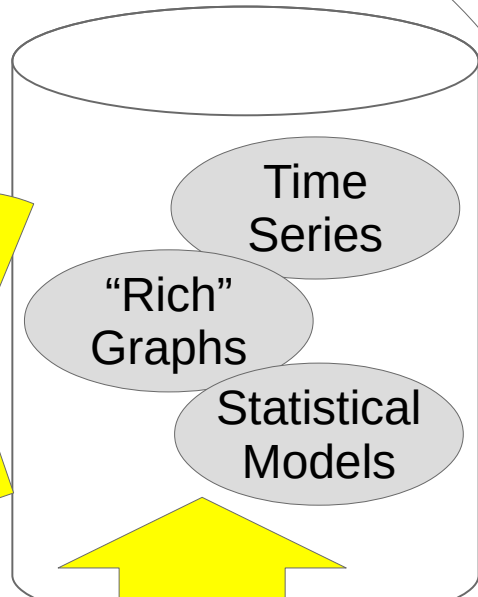 Time
Series
“Rich”
Graphs
Statistical
Models